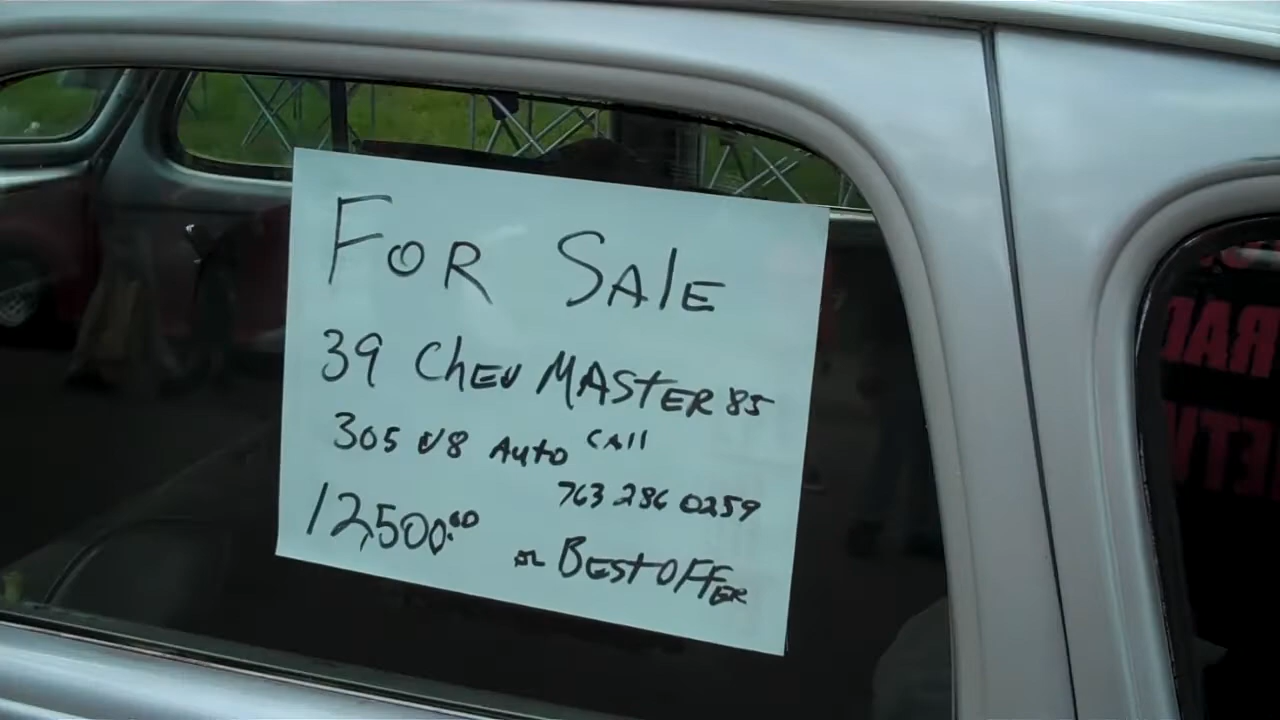 FOR SALE
39 CHEV MASTER 85
305 V8 AUTO CALL
763 286 0259
12,500.00
OR BEST OFFER